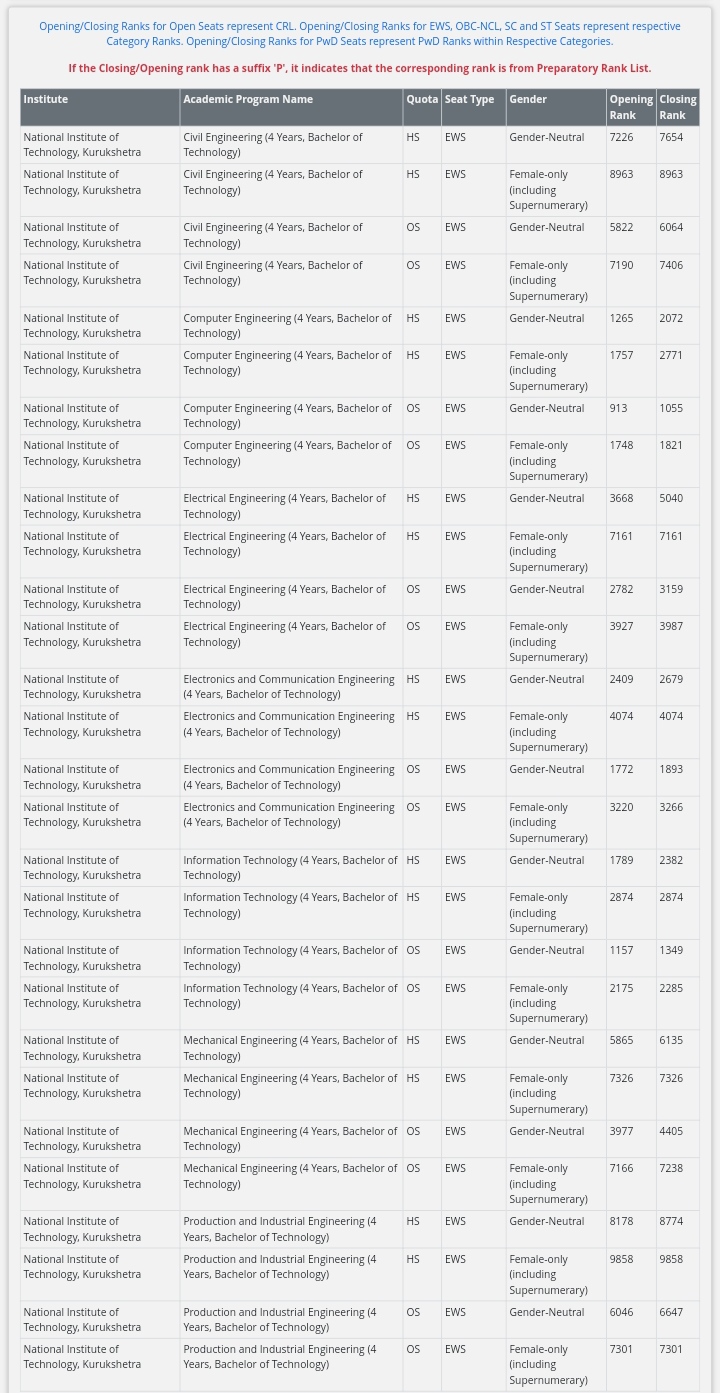 Opening/Closing Ranks for Open Seats represent CRL. Opening/Closing Ranks for EWS, OBC-NCL, SC and ST Seats represent respective
Category Ranks. Opening/Closing Ranks for PwD Seats represent PwD Ranks within Respective Categories.
If the Closing/Opening rank has a suffix 'P', it indicates that the corresponding rank is from Preparatory Rank List.
Institute Academic Program Name Quota Seat Type Gender Opening Closing
Rank Rank
National Institute of Civil Engineering (4 Years, Bachelor of HS EWS Gender-Neutral 7226 7654
Technology, Kurukshetra Technology)
National Institute of Civil Engineering (4 Years, Bachelor of HS EWS Female-only 8963 8963
Technology, Kurukshetra Technology) (including
Supernumerary)
National Institute of Civil Engineering (4 Years, Bachelor of OS EWS Gender-Neutral 5822 6064
Technology, Kurukshetra Technology)
National Institute of Civil Engineering (4 Years, Bachelor of OS EWS Female-only 7190 7406
Technology, Kurukshetra Technology) (including
Supernumerary)
National Institute of Computer Engineering (4 Years, Bachelor of HS EWS Gender-Neutral 1265 2072
Technology, Kurukshetra Technology)
National Institute of Computer Engineering (4 Years, Bachelor of HS EWS Female-only 1757 2771
Technology, Kurukshetra Technology) (including
Supernumerary)
National Institute of Computer Engineering (4 Years, Bachelor of OS EWS Gender-Neutral 913 1055
Technology, Kurukshetra Technology)
National Institute of Computer Engineering (4 Years, Bachelor of OS EWS Female-only 1748 1821
Technology, Kurukshetra Technology) (including
Supernumerary)
National Institute of Electrical Engineering (4 Years, Bachelor of HS EWS Gender-Neutral 3668 5040
Technology, Kurukshetra Technology)
National Institute of Electrical Engineering (4 Years, Bachelor of HS EWS Female-only 7161 7161
Technology, Kurukshetra Technology) (including
Supernumerary)
National Institute of Electrical Engineering (4 Years, Bachelor of OS EWS Gender-Neutral 2782 3159
Technology, Kurukshetra Technology)
National Institute of Electrical Engineering (4 Years, Bachelor of OS EWS Female-only 3927 3987
Technology, Kurukshetra Technology) (including
Supernumerary)
National Institute of Electronics and Communication Engineering HS EWS Gender-Neutral 2409 2679
Technology, Kurukshetra (4 Years, Bachelor of Technology)
National Institute of Electronics and Communication Engineering HS EWS Female-only 4074 4074
Technology, Kurukshetra (4 Years, Bachelor of Technology) (including
Supernumerary)
National Institute of Electronics and Communication Engineering OS EWS Gender-Neutral 1772 1893
Technology, Kurukshetra (4 Years, Bachelor of Technology)
National Institute of Electronics and Communication Engineering OS EWS Female-only 3220 3266
Technology, Kurukshetra (4 Years, Bachelor of Technology) (including
Supernumerary)
National Institute of Information Technology (4 Years, Bachelor of HS EWS Gender-Neutral 1789 2382
Technology, Kurukshetra Technology)
National Institute of Information Technology (4 Years, Bachelor of HS EWS Female-only 2874 2874
Technology, Kurukshetra Technology) (including
Supernumerary)
National Institute of Information Technology (4 Years, Bachelor of OS EWS Gender-Neutral 1157 1349
Technology, Kurukshetra Technology)
National Institute of Information Technology (4 Years, Bachelor of OS EWS Female-only 2175 2285
Technology, Kurukshetra Technology) (including
Supernumerary)
National Institute of Mechanical Engineering (4 Years, Bachelor of HS EWS Gender-Neutral 5865 6135
Technology, Kurukshetra Technology)
National Institute of Mechanical Engineering (4 Years, Bachelor of HS EWS Female-only 7326 7326
Technology, Kurukshetra Technology) (including
Supernumerary)
National Institute of Mechanical Engineering (4 Years, Bachelor of OS EWS Gender-Neutral 3977 4405
Technology, Kurukshetra Technology)
National Institute of Mechanical Engineering (4 Years, Bachelor of OS EWS Female-only 7166 7238
Technology, Kurukshetra Technology) (including
Supernumerary)
National Institute of Production and Industrial Engineering (4 HS EWS Gender-Neutral 8178 8774
Technology, Kurukshetra Years, Bachelor of Technology)
National Institute of Production and Industrial Engineering (4 HS EWS Female-only 9858 9858
Technology, Kurukshetra Years, Bachelor of Technology) (including
Supernumerary)
National Institute of Production and Industrial Engineering (4 OS EWS Gender-Neutral 6046 6647
Technology, Kurukshetra Years, Bachelor of Technology)
National Institute of Production and Industrial Engineering (4 OS EWS Female-only 7301 7301
Technology, Kurukshetra Years, Bachelor of Technology) (including
Supernumerary)